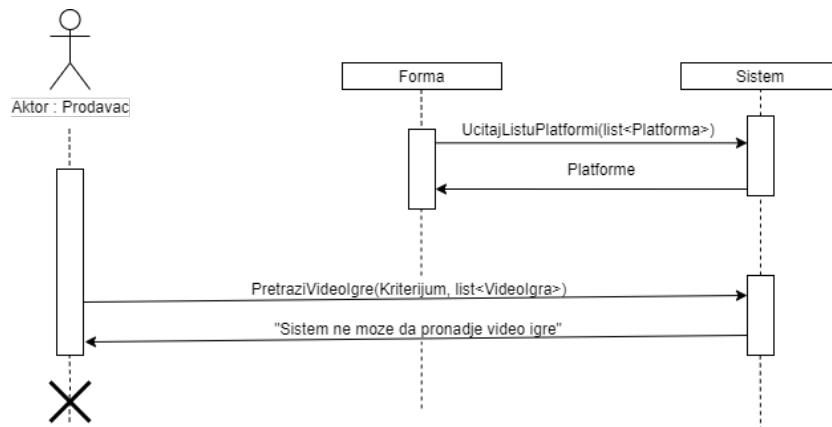 Forma
Sistem
Aktor : Prodavac
UcitajListuPlatformi(list<Platforma>)
Platforme
PretraziVideoIgre(Kriterijum, list<VideoIgra>)
"Sistem ne moze da pronadje video igre"